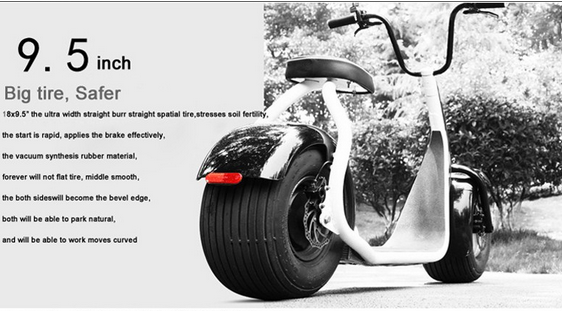 9.5 inch
Big tire, Safer
18x9.5" the ultra width straight burr straight spatial tire,stresses soil fertility,
the start is rapid, applies the brake effectively,
the vacuum synthesis rubber material,
forever will not flat tire, middle smooth,
the both sideswill become the bevel edge,
both will be able to park natural,
and will be able to work moves curved